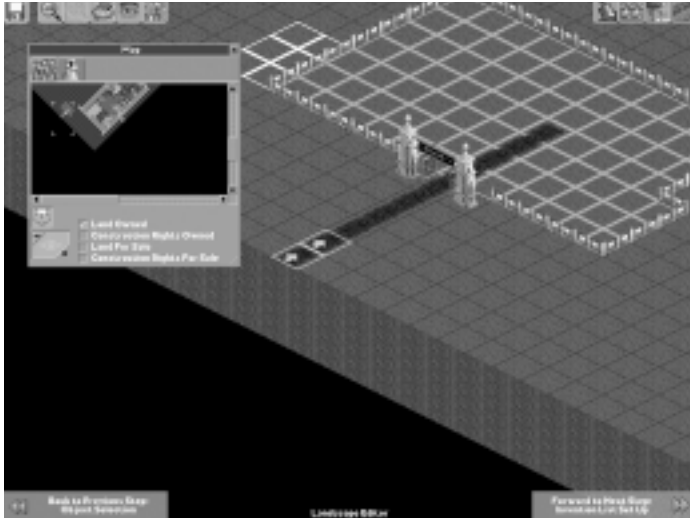 Map
Land Owned
Construction Rights Owned
Land For Sale
Construction Rights For Sale
Back to Previous Step:
Object Selection
Landscape Editor
Forward to Next Step:
Invention List Set Up